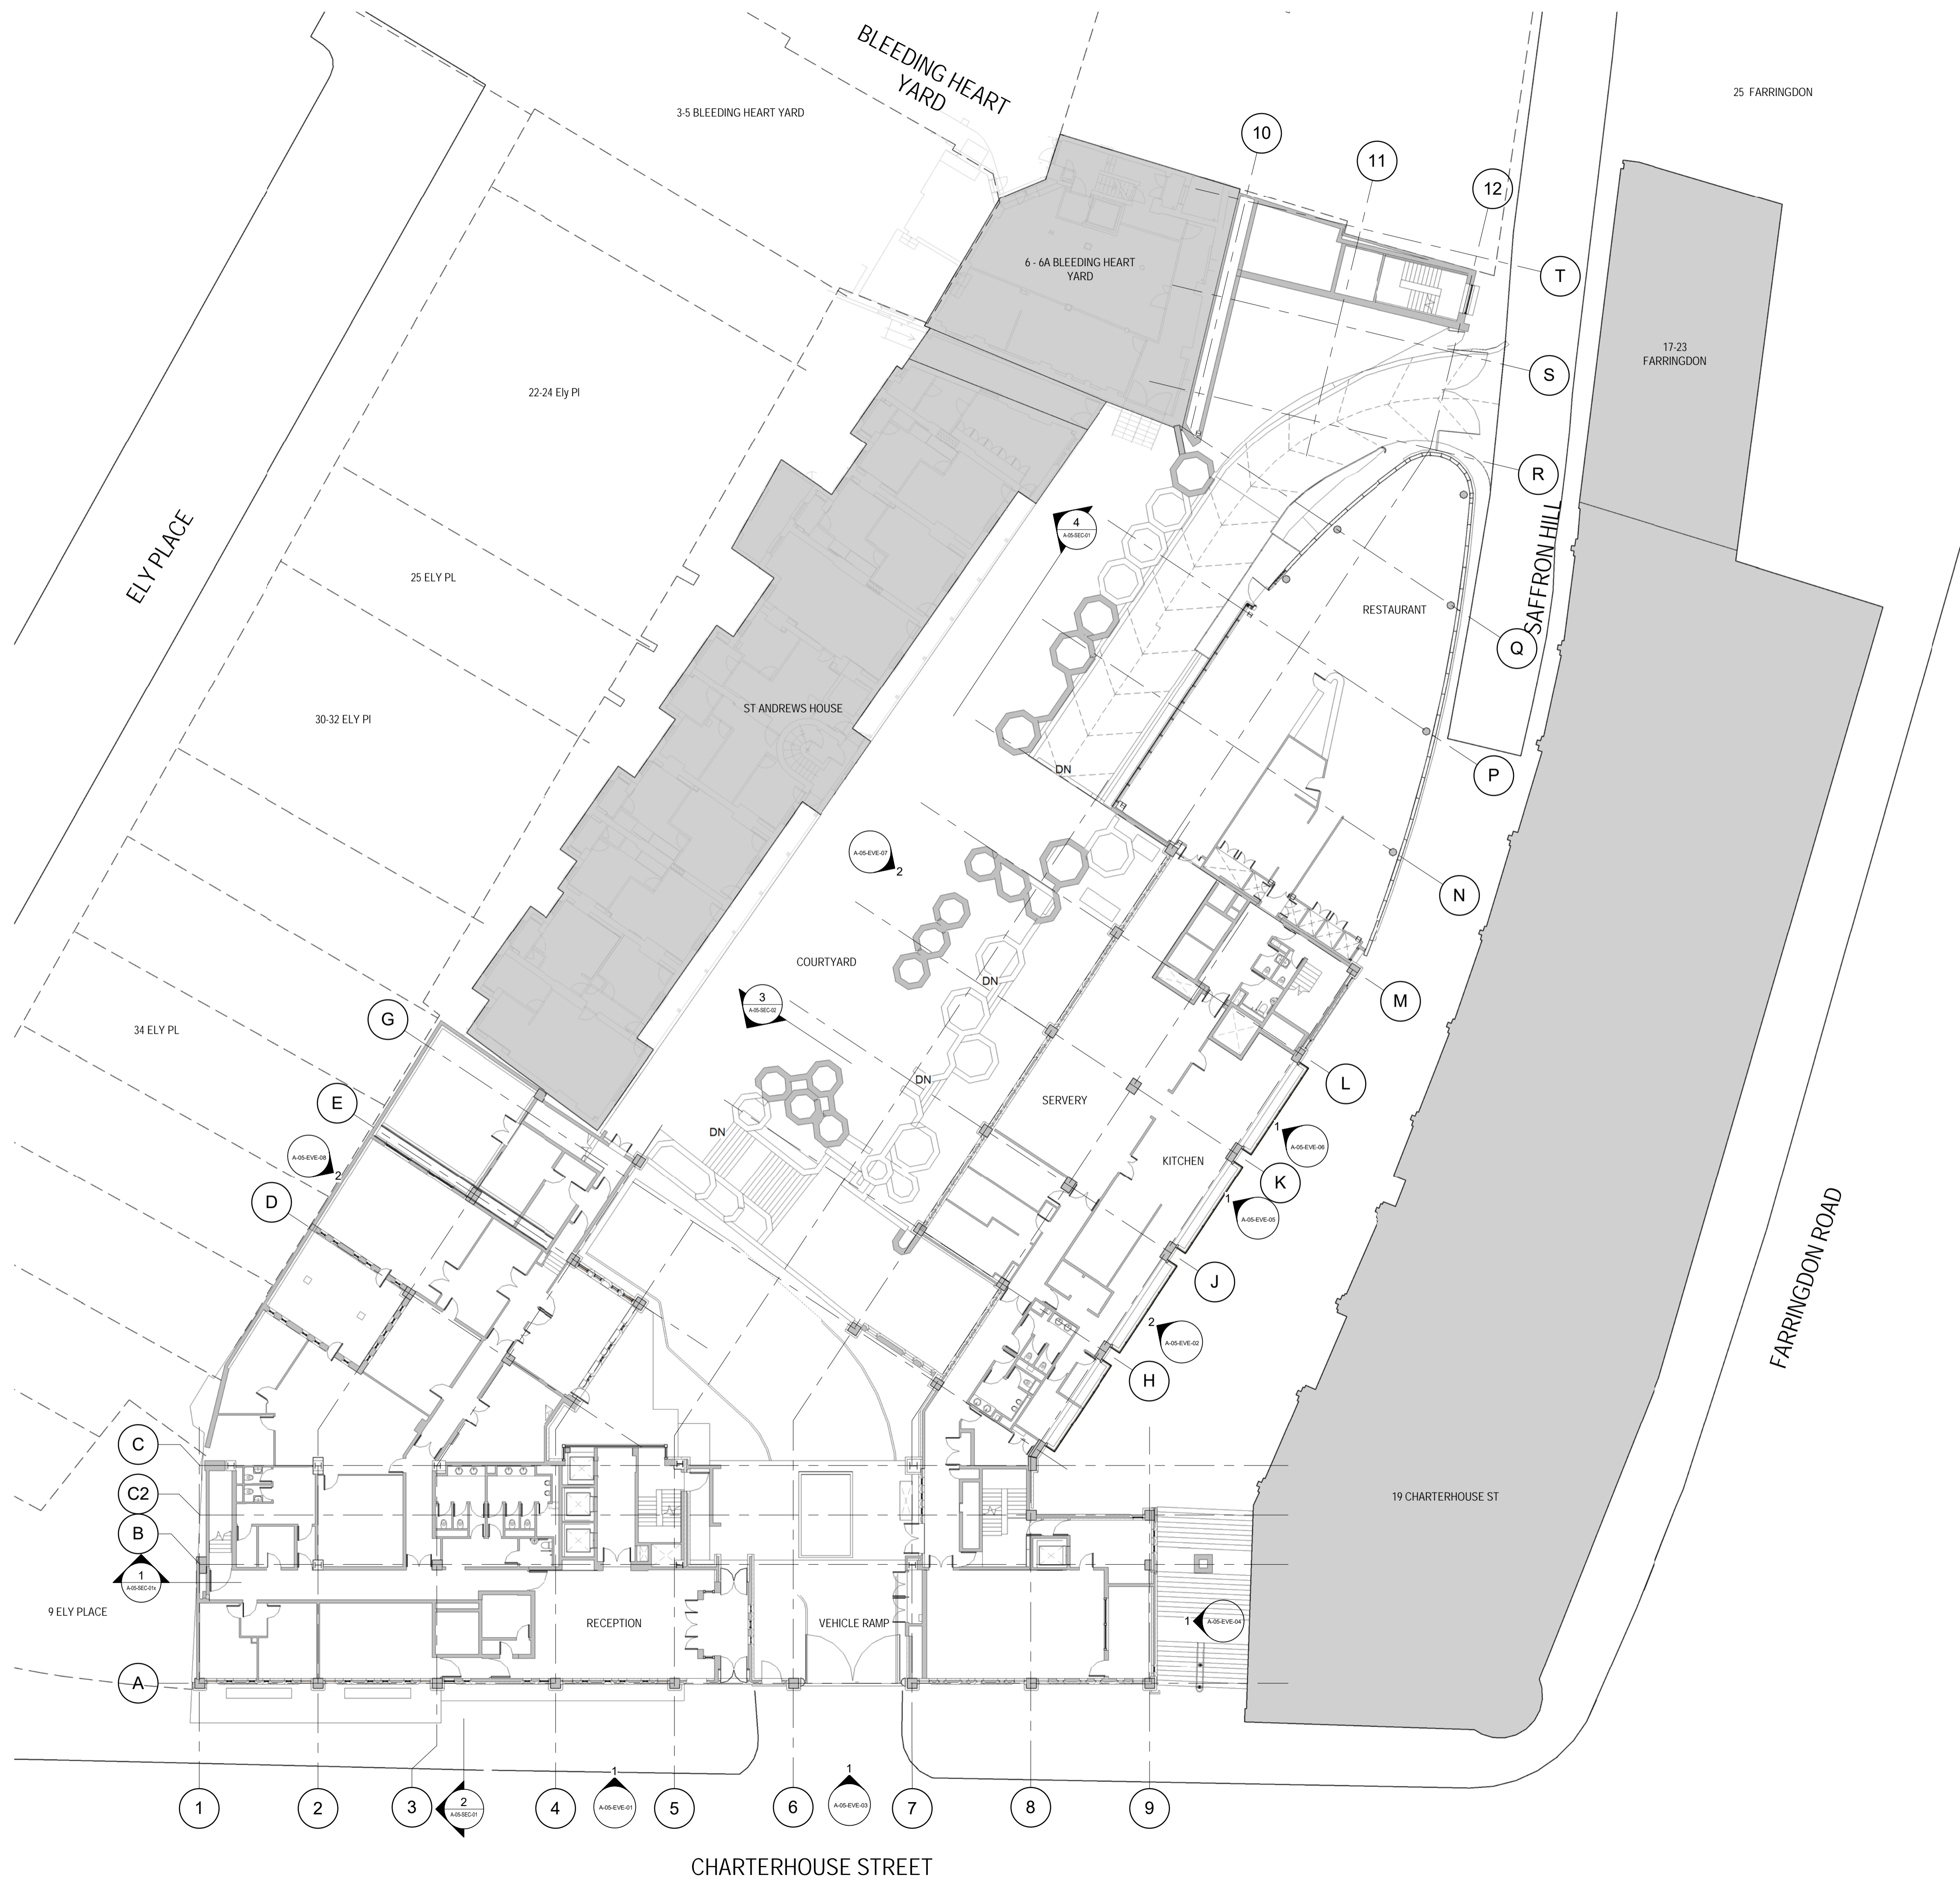 BLEEDING HEART
YARD
25 FARRINGDON
3-5 BLEEDING HEART YARD
10
11
12
6 - 6A BLEEDING HEART
YARD
T
17-23
FARRINGDON
S
22-24 Ely Pl
R
4
A-05-SEC-01
ELY PLACE
25 ELY PL
SAFFRON HILL
RESTAURANT
Q
30-32 ELY Pl
ST ANDREWS HOUSE
DN
P
A-05-EVE-07
2
N
COURTYARD
DN
3
A-05-SEC-02
M
G
34 ELY PL
DN
L
E
SERVERY
DN
1
A-05-EVE-06
A-05-EVE-08
2
KITCHEN
K
D
1
A-05-EVE-05
J
FARRINGDON ROAD
2
A-05-EVE-02
H
C
C2
19 CHARTERHOUSE ST
B
1
A-05-SEC-01x
9 ELY PLACE
RECEPTION
VEHICLE RAMP
1
A-05-EVE-04
A
1
2
3
2
A-05-SEC-01
4
1
A-05-EVE-01
5
6
1
A-05-EVE-03
7
8
9
CHARTERHOUSE STREET